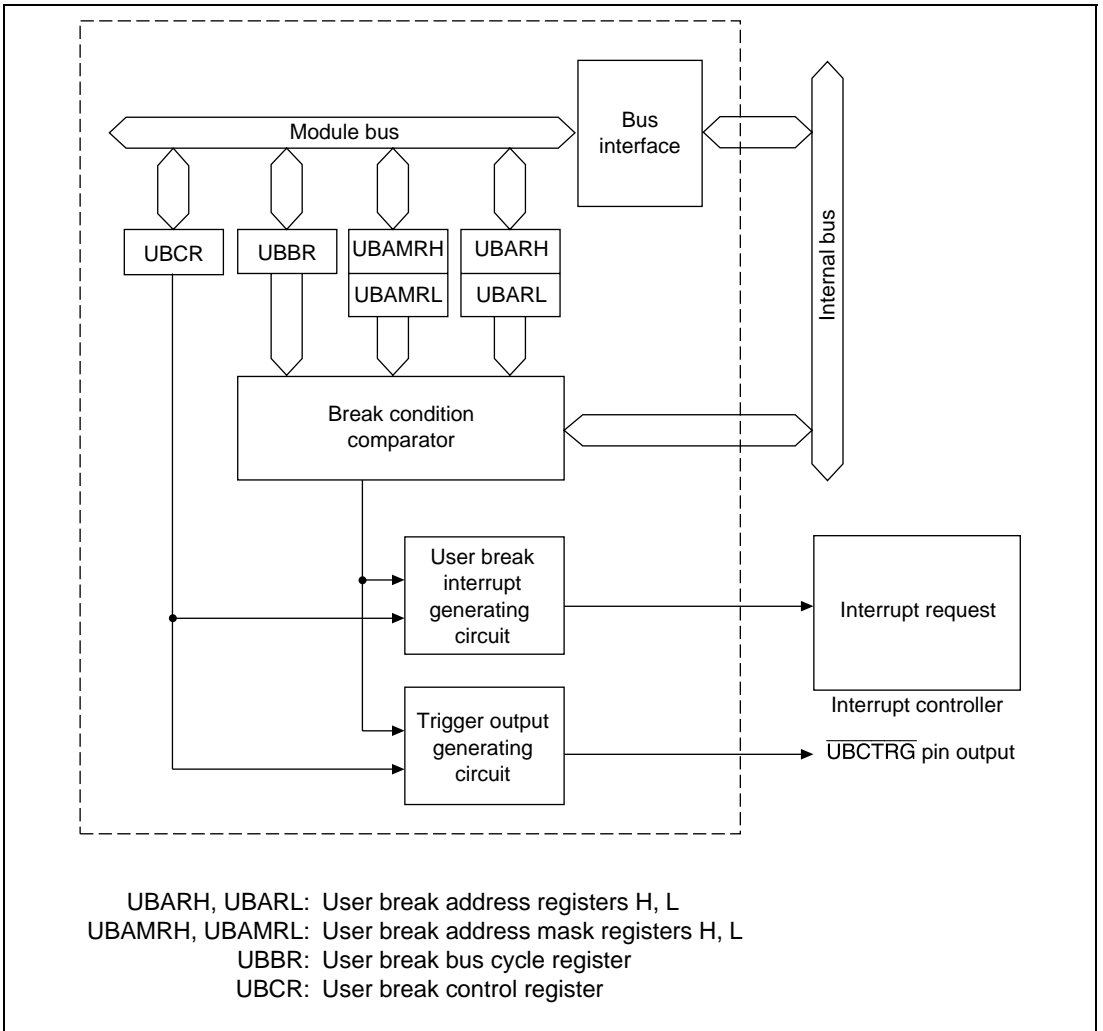 Bus
interface
Module bus
Internal bus
UBCR
UBBR
UBAMRH
UBARH
UBAMRL
UBARL
Break condition
comparator
User break
interrupt
generating
circuit
Interrupt request
Interrupt controller
Trigger output
generating
circuit
UBCTRG pin output
UBARH, UBARL: User break address registers H, L
UBAMRH, UBAMRL: User break address mask registers H, L
UBBR: User break bus cycle register
UBCR: User break control register